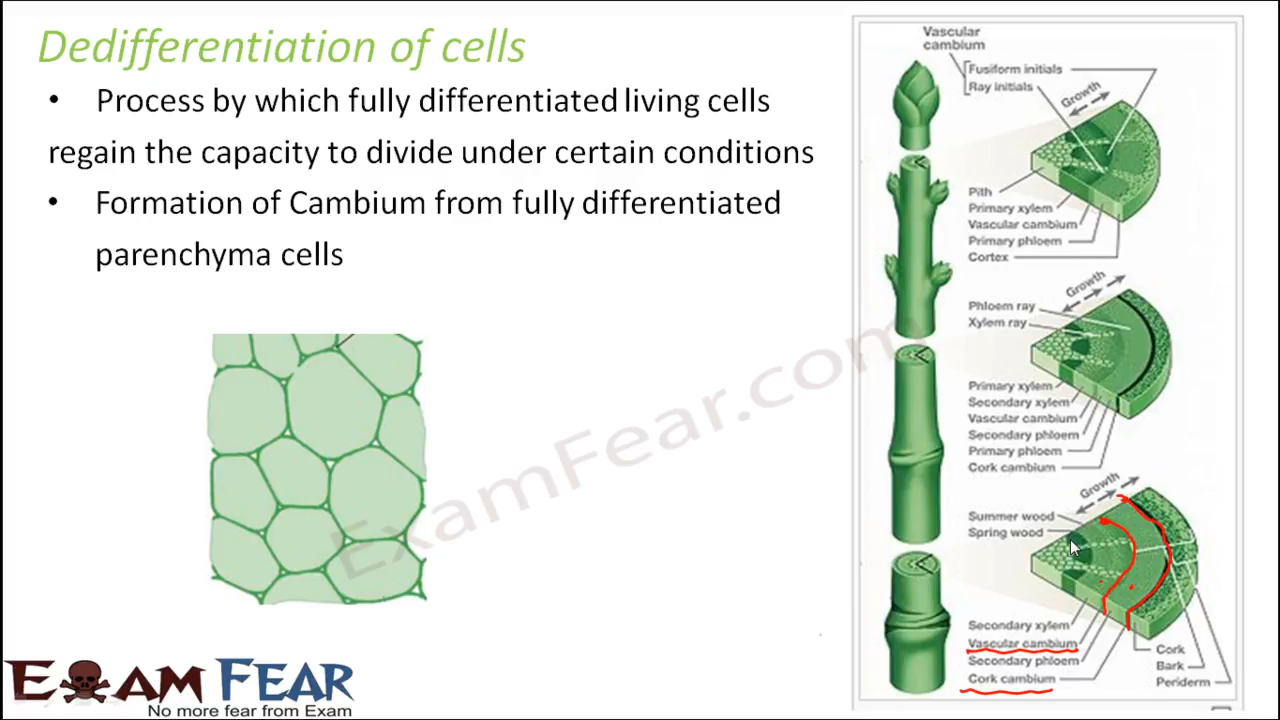 Dedifferentiation of cells
• Process by which fully differentiated living cells
regain the capacity to divide under certain conditions
• Formation of Cambium from fully differentiated
parenchyma cells
Vascular
cambium
Fusiform initials
Ray initials
Growth
Pith
Primary xylem
Vascular cambium
Primary phloem
Cortex
Growth
Phloem ray
Xylem ray
Primary xylem
Secondary xylem
Vascular cambium
Secondary phloem
Primary phloem
Cork cambium
Growth
Summer wood
Spring wood
Secondary xylem
Vascular cambium
Secondary phloem
Cork cambium
Cork
Bark
Periderm
ExamFear.com
EXAM FEAR
No more fear from Exam